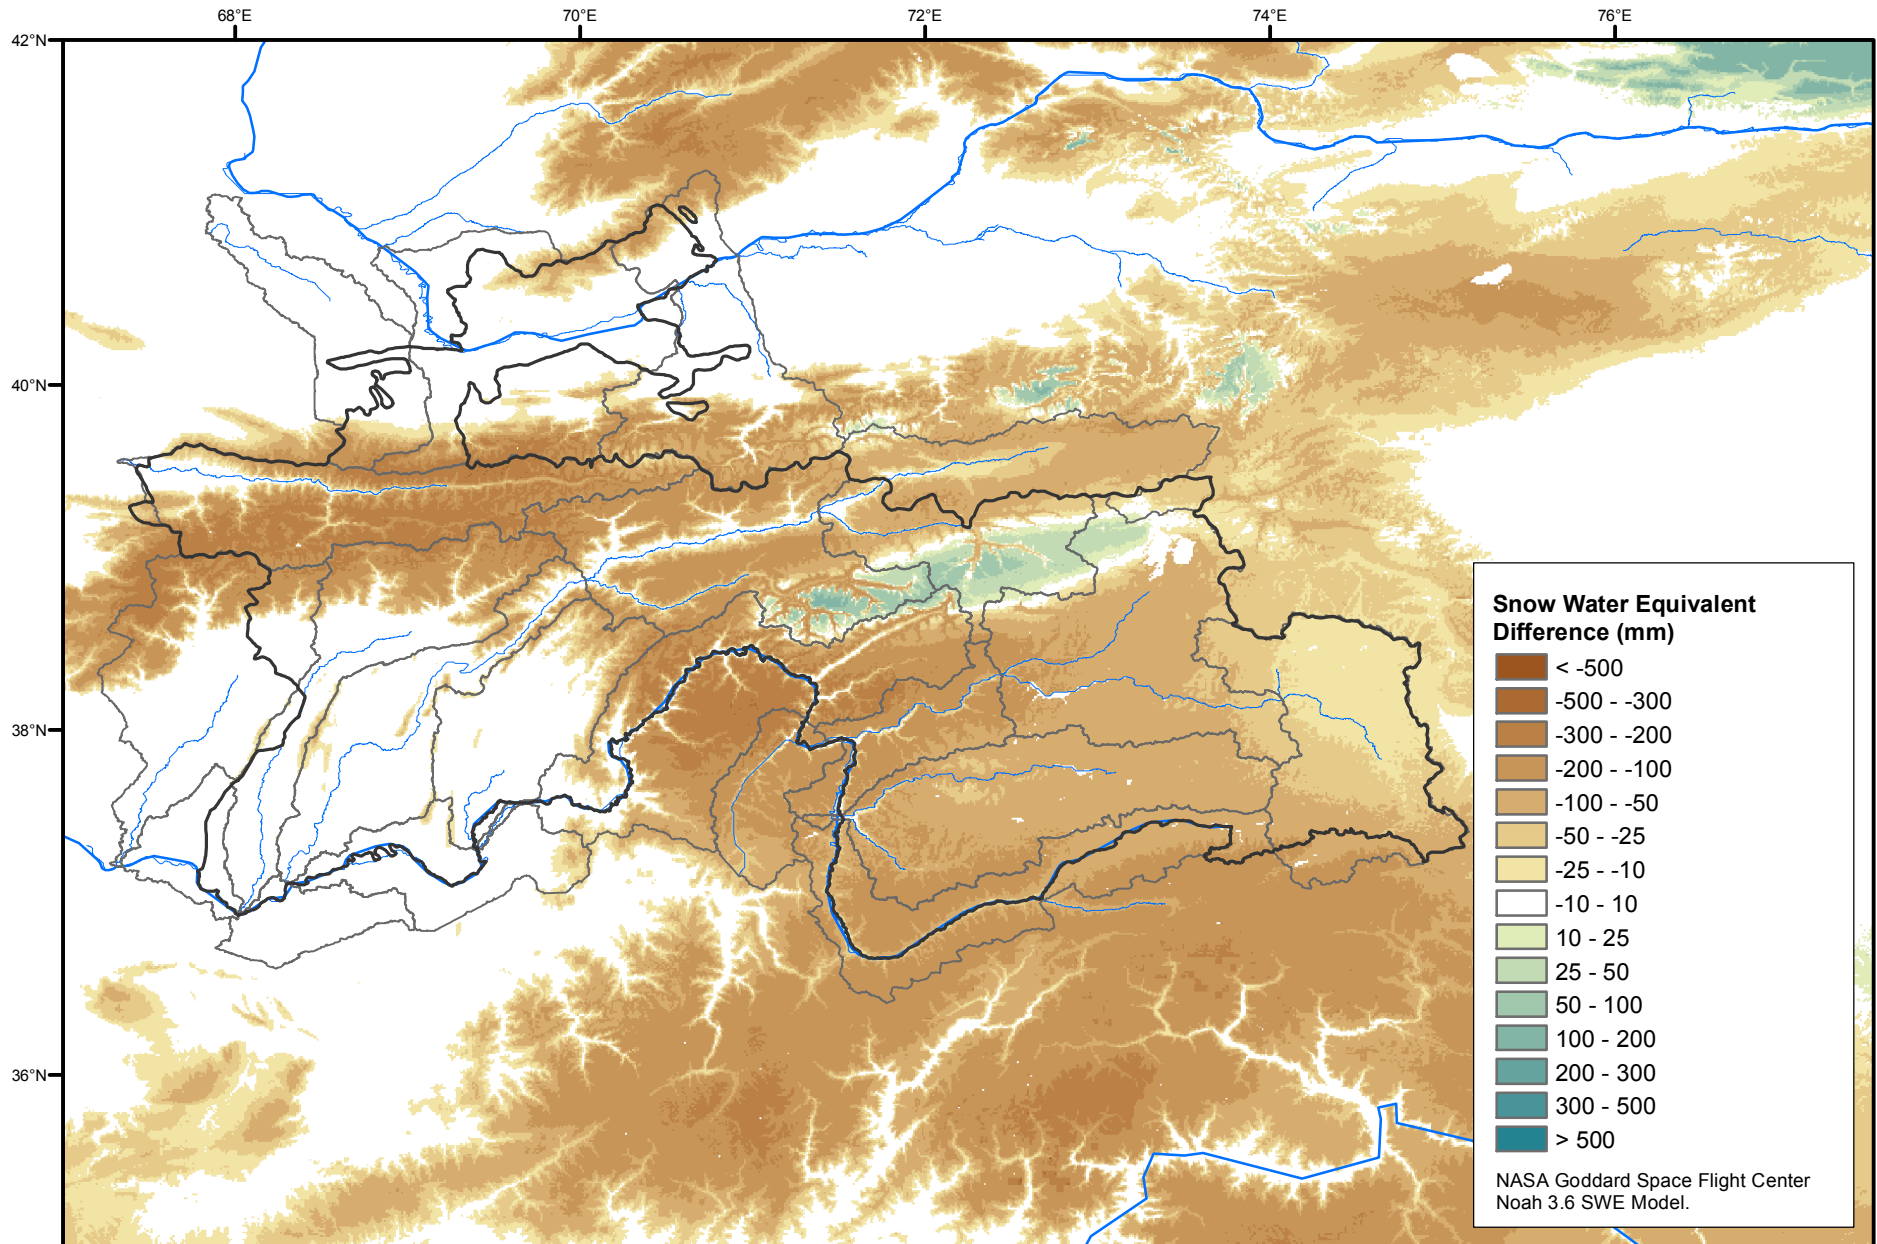 68°E
70°E
72°E
74°E
76°E
42°N
40°N
38°N
36°N
Snow Water Equivalent
Difference (mm)
< -500
-500 - -300
-300 - -200
-200 - -100
-100 - -50
-50 - -25
-25 - -10
-10 - 10
10 - 25
25 - 50
50 - 100
100 - 200
200 - 300
300 - 500
> 500
NASA Goddard Space Flight Center
Noah 3.6 SWE Model.